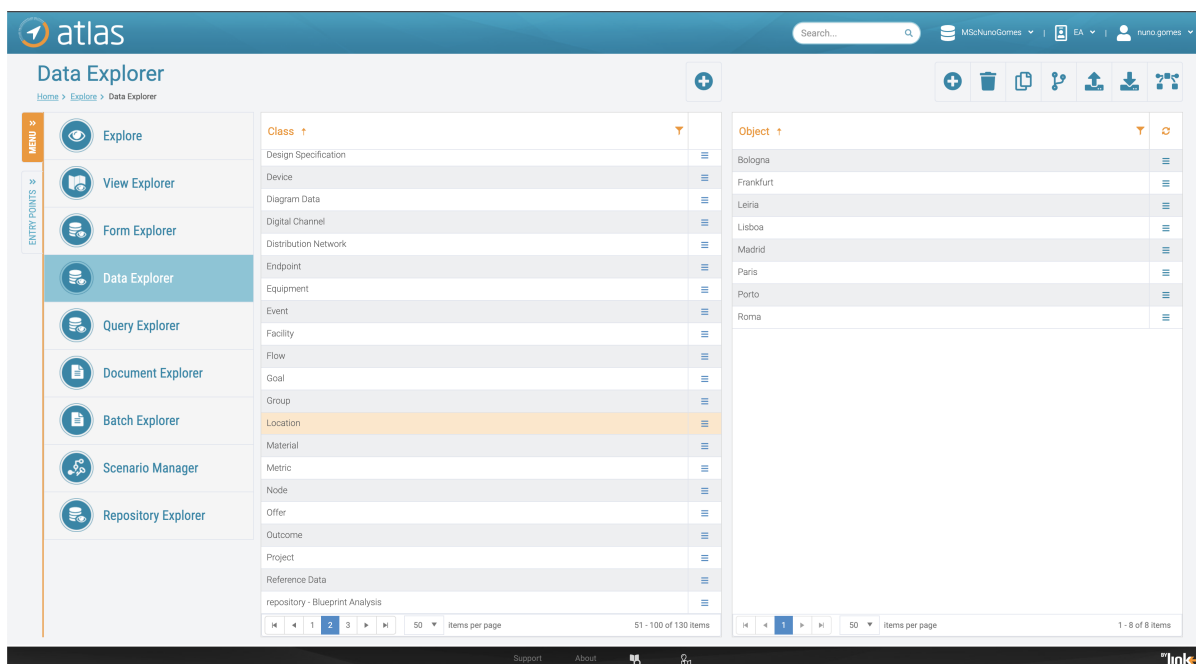 atlas
Search...
MScNunoGomes | EA | nuno.gomes
Data Explorer
Home > Explore > Data Explorer
MENU »
ENTRY POINTS »
Explore
View Explorer
Form Explorer
Data Explorer
Query Explorer
Document Explorer
Batch Explorer
Scenario Manager
Repository Explorer
Class ↑
Design Specification
Device
Diagram Data
Digital Channel
Distribution Network
Endpoint
Equipment
Event
Facility
Flow
Goal
Group
Location
Material
Metric
Node
Offer
Outcome
Project
Reference Data
repository - Blueprint Analysis
1 2 3 50 items per page 51 - 100 of 130 items
Object ↑
Bologna
Frankfurt
Leiria
Lisboa
Madrid
Paris
Porto
Roma
1 50 items per page 1 - 8 of 8 items
Support About
BY link